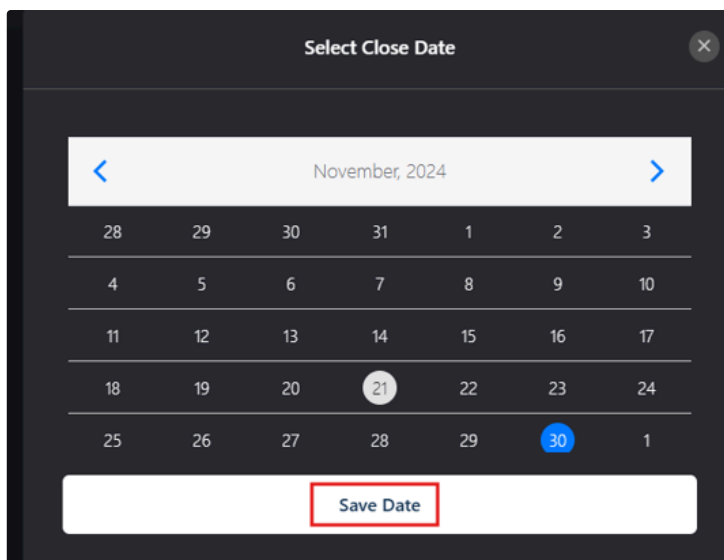 Select Close Date
November, 2024
28 29 30 31 1 2 3
4 5 6 7 8 9 10
11 12 13 14 15 16 17
18 19 20 21 22 23 24
25 26 27 28 29 30 1
Save Date